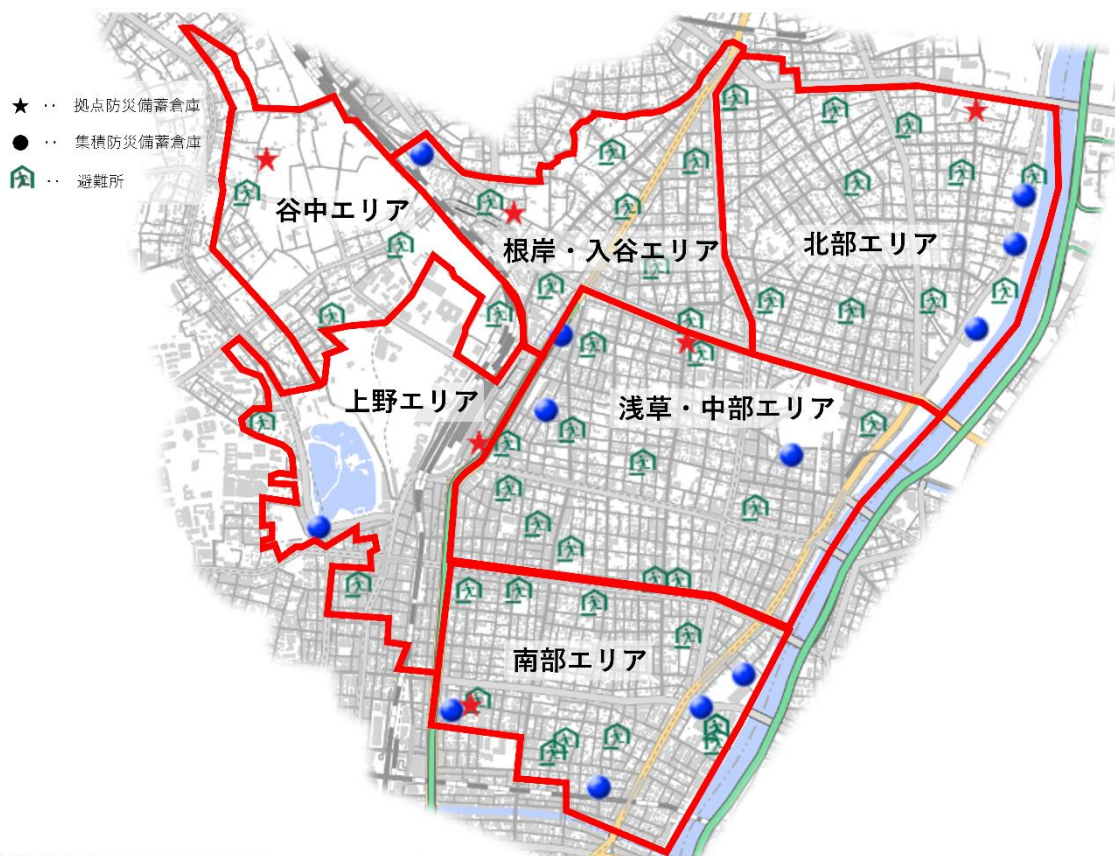 ★ ‥ 拠点防災備蓄倉庫
● ‥ 集積防災備蓄倉庫
‥ 避難所
谷中エリア
根岸・入谷エリア
北部エリア
上野エリア
浅草・中部エリア
南部エリア